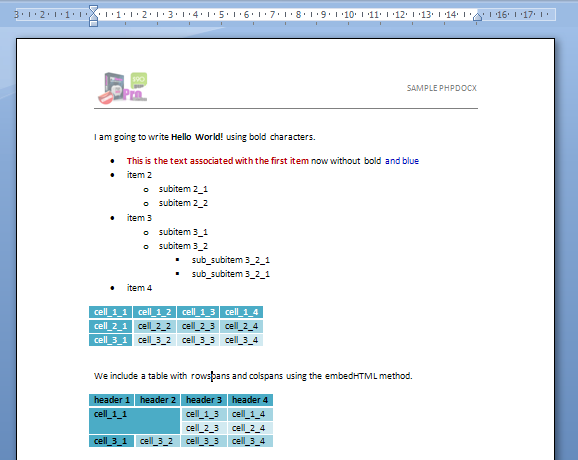 3 · 2 · 1 · 1 · 2 · 3 · 4 · 5 · 6 · 7 · 8 · 9 · 10 · 11 · 12 · 13 · 14 · 16 · 17 ·
PRO
Pro
SAMPLE PHPDOCX
I am going to write Hello World! using bold characters.
• This is the text associated with the first item now without bold and blue
• item 2
o subitem 2_1
o subitem 2_2
• item 3
o subitem 3_1
o subitem 3_2
▪ sub_subitem 3_2_1
▪ sub_subitem 3_2_1
• item 4
cell_1_1 cell_1_2 cell_1_3 cell_1_4
cell_2_1 cell_2_2 cell_2_3 cell_2_4
cell_3_1 cell_3_2 cell_3_3 cell_3_4
We include a table with rowspans and colspans using the embedHTML method.
header 1 header 2 header 3 header 4
cell_1_1 cell_1_3 cell_1_4
cell_2_3 cell_2_4
cell_3_1 cell_3_2 cell_3_3 cell_3_4